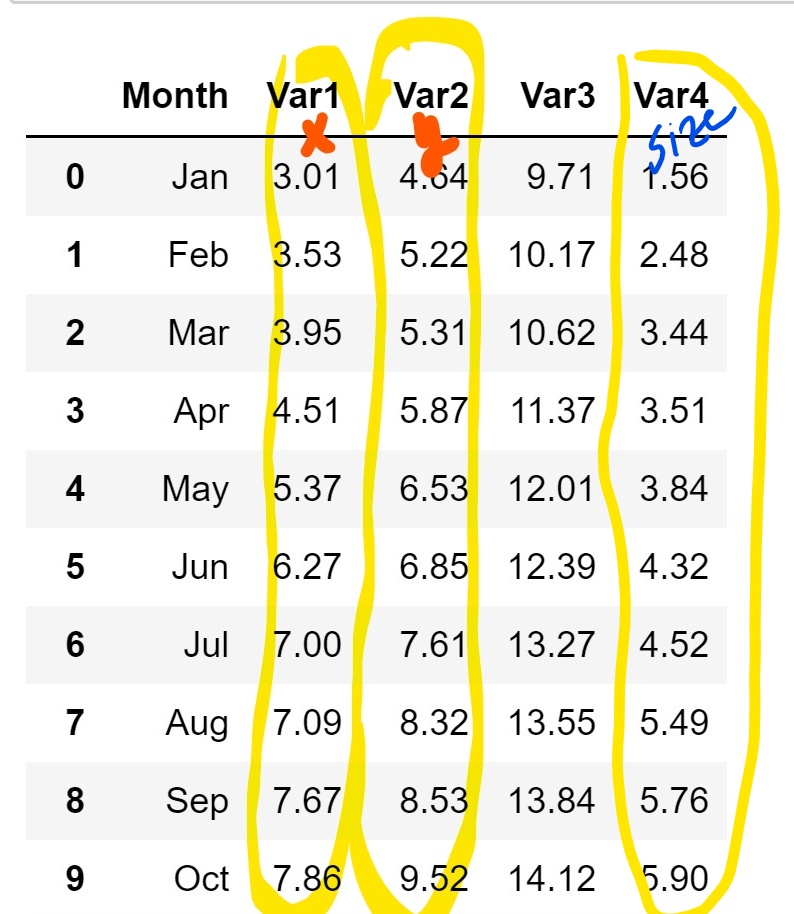 Month Var1 Var2 Var3 Var4
x y size
0 Jan 3.01 4.64 9.71 1.56
1 Feb 3.53 5.22 10.17 2.48
2 Mar 3.95 5.31 10.62 3.44
3 Apr 4.51 5.87 11.37 3.51
4 May 5.37 6.53 12.01 3.84
5 Jun 6.27 6.85 12.39 4.32
6 Jul 7.00 7.61 13.27 4.52
7 Aug 7.09 8.32 13.55 5.49
8 Sep 7.67 8.53 13.84 5.76
9 Oct 7.86 9.52 14.12 5.90